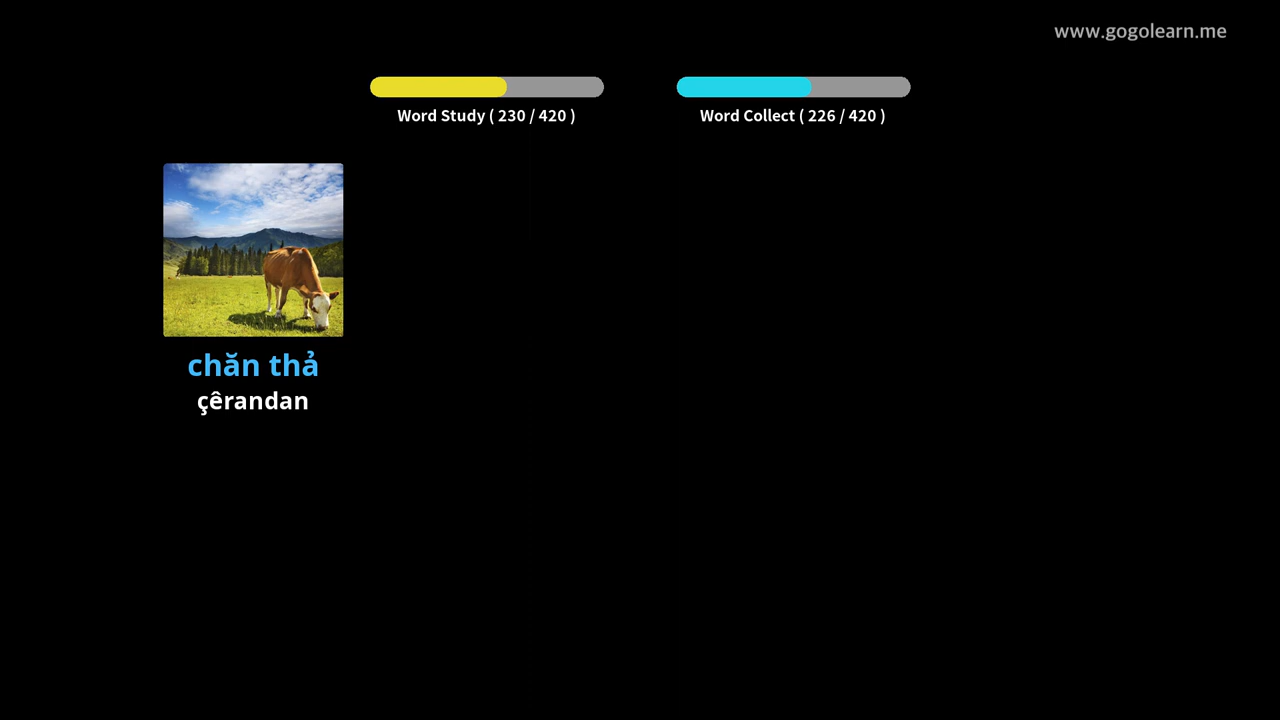 www.gogolearn.me
Word Study ( 230 / 420 )
Word Collect ( 226 / 420 )
chăn thả
çêrandan